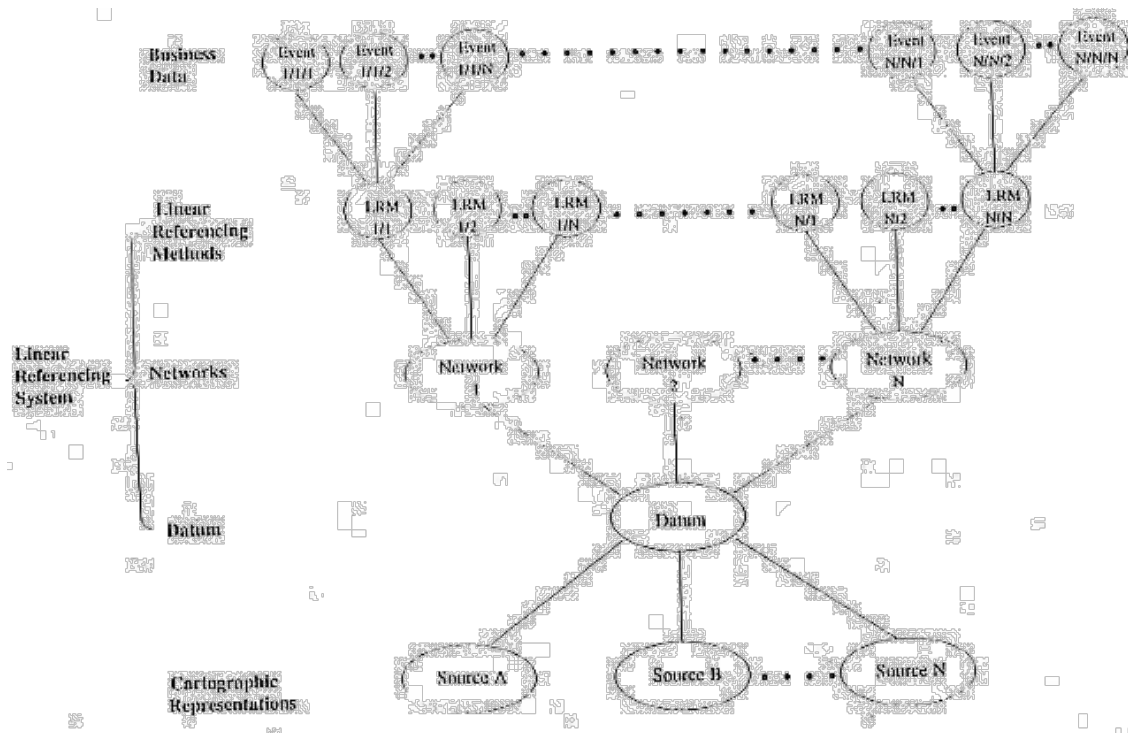 Business
Data
Event
1/1/1
Event
1/1/2
Event
1/1/N
Event
N/N/1
Event
N/N/2
Event
N/N/N
Linear
Referencing
Methods
LRM
1/1
LRM
1/2
LRM
1/N
LRM
N/1
LRM
N/2
LRM
N/N
Linear
Referencing
System
Networks
Network
1
Network
2
Network
N
Datum
Datum
Cartographic
Representations
Source A
Source B
Source N